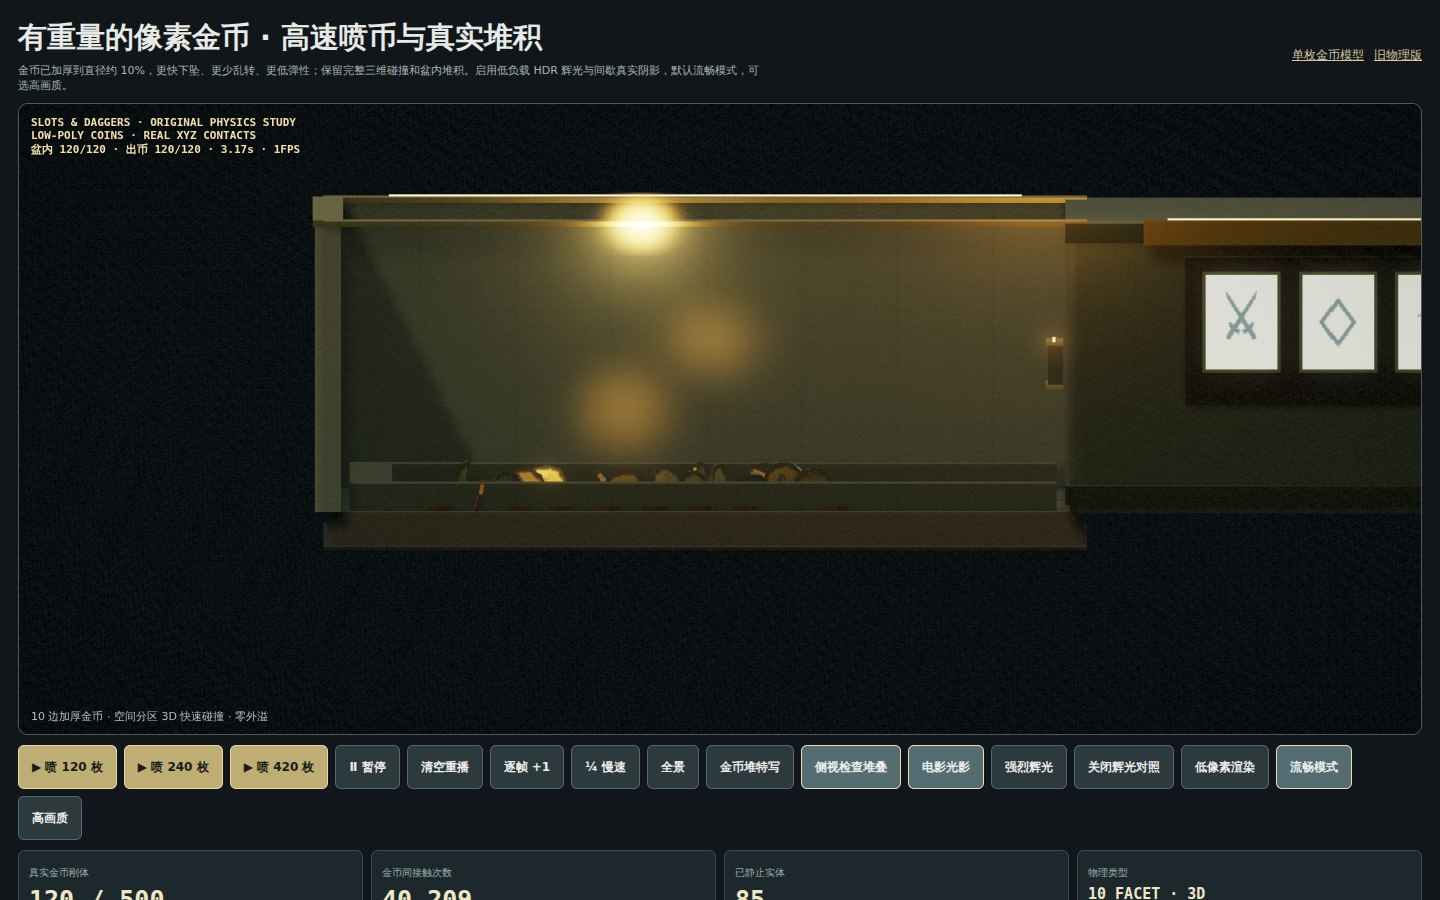 有重量的像素金币 · 高速喷币与真实堆积
金币已加厚到直径约 10%，更快下坠、更少乱转、更低弹性；保留完整三维碰撞和盆内堆积。启用低负载 HDR 辉光与间歇真实阴影，默认流畅模式，可
选高画质。
单枚金币模型 旧物理版
SLOTS & DAGGERS · ORIGINAL PHYSICS STUDY
LOW-POLY COINS · REAL XYZ CONTACTS
盆内 120/120 · 出币 120/120 · 3.17s · 1FPS
10 边加厚金币 · 空间分区 3D 快速碰撞 · 零外溢
▶ 喷 120 枚 ▶ 喷 240 枚 ▶ 喷 420 枚 Ⅱ 暂停 清空重播 逐帧 +1 ¼ 慢速 全景 金币堆特写 侧视检查堆叠 电影光影 强烈辉光 关闭辉光对照 低像素渲染 流畅模式
高画质
真实金币刚体 金币间接触次数 已静止实体 物理类型
120 / 500 40,209 85 10 FACET · 3D